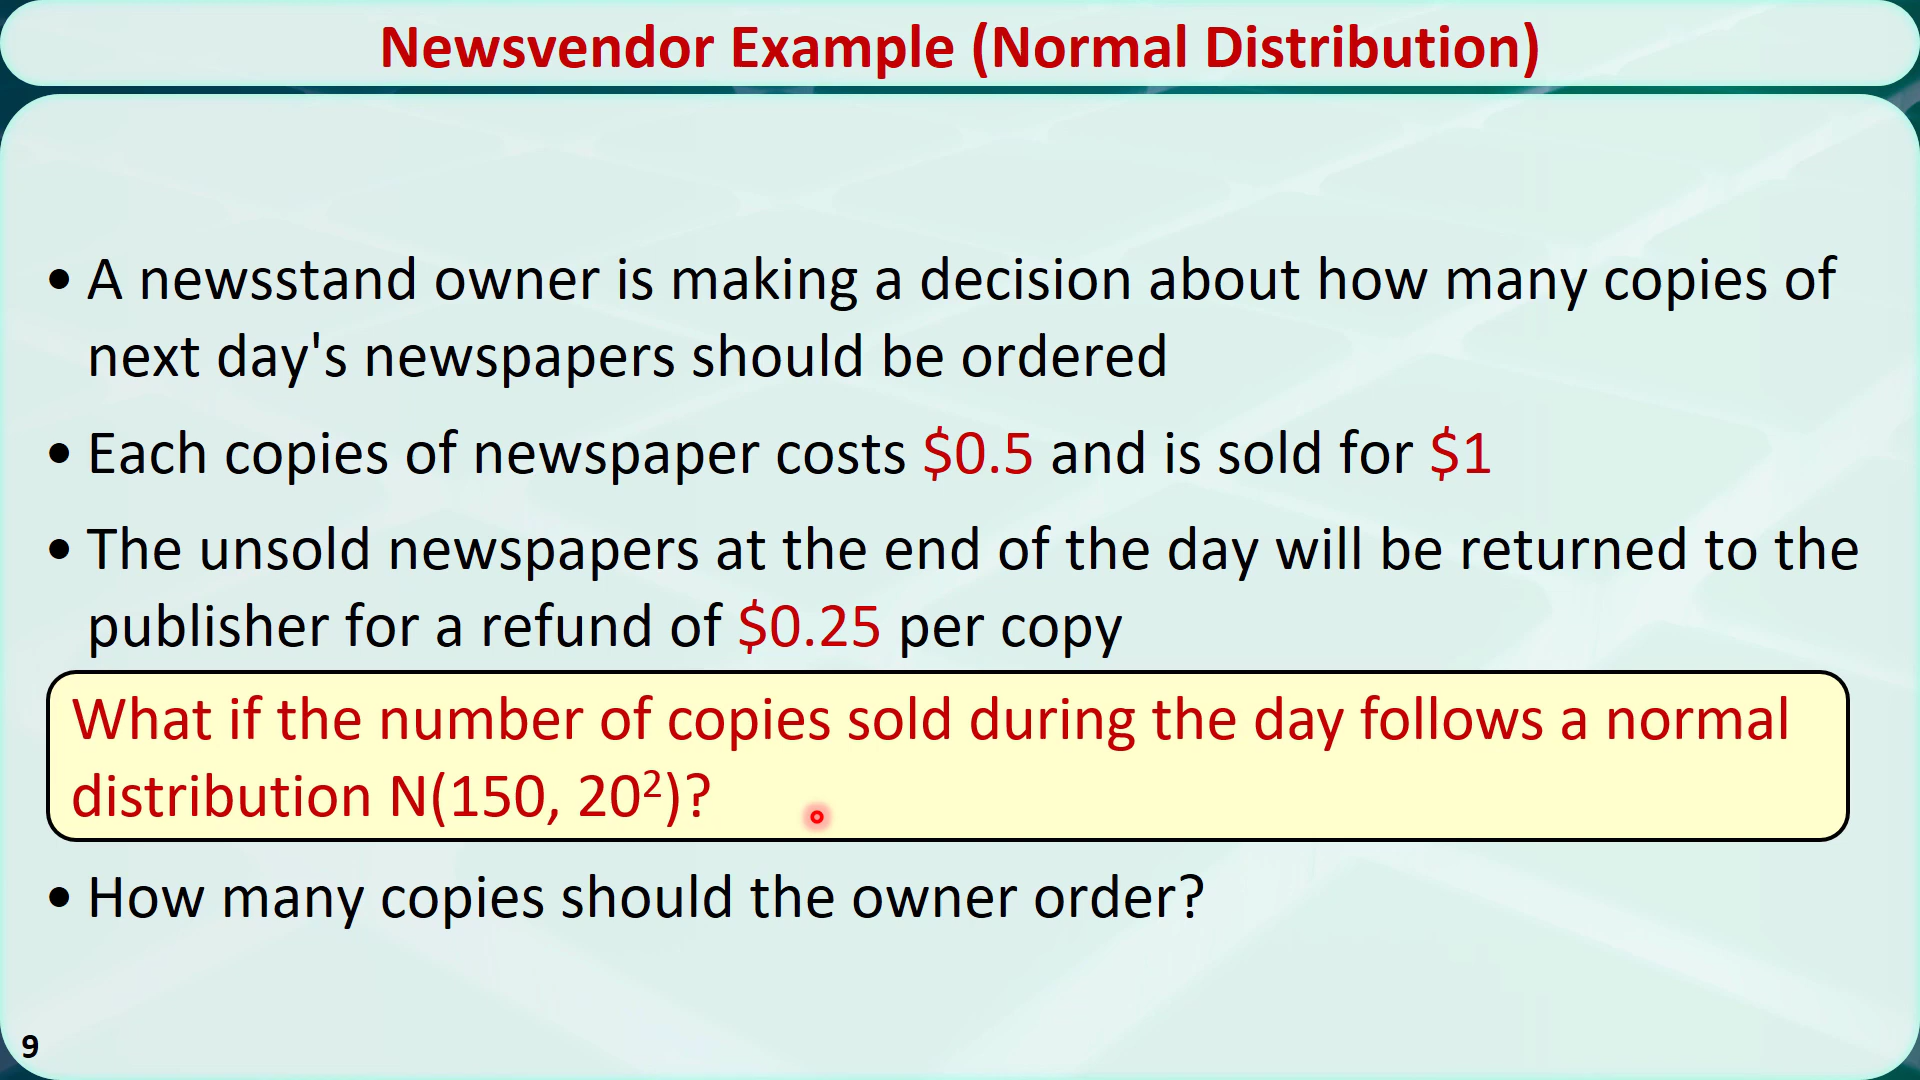 Newsvendor Example (Normal Distribution)
• A newsstand owner is making a decision about how many copies of
next day's newspapers should be ordered
• Each copies of newspaper costs $0.5 and is sold for $1
• The unsold newspapers at the end of the day will be returned to the
publisher for a refund of $0.25 per copy
What if the number of copies sold during the day follows a normal
distribution N(150, 20²)?
• How many copies should the owner order?
9